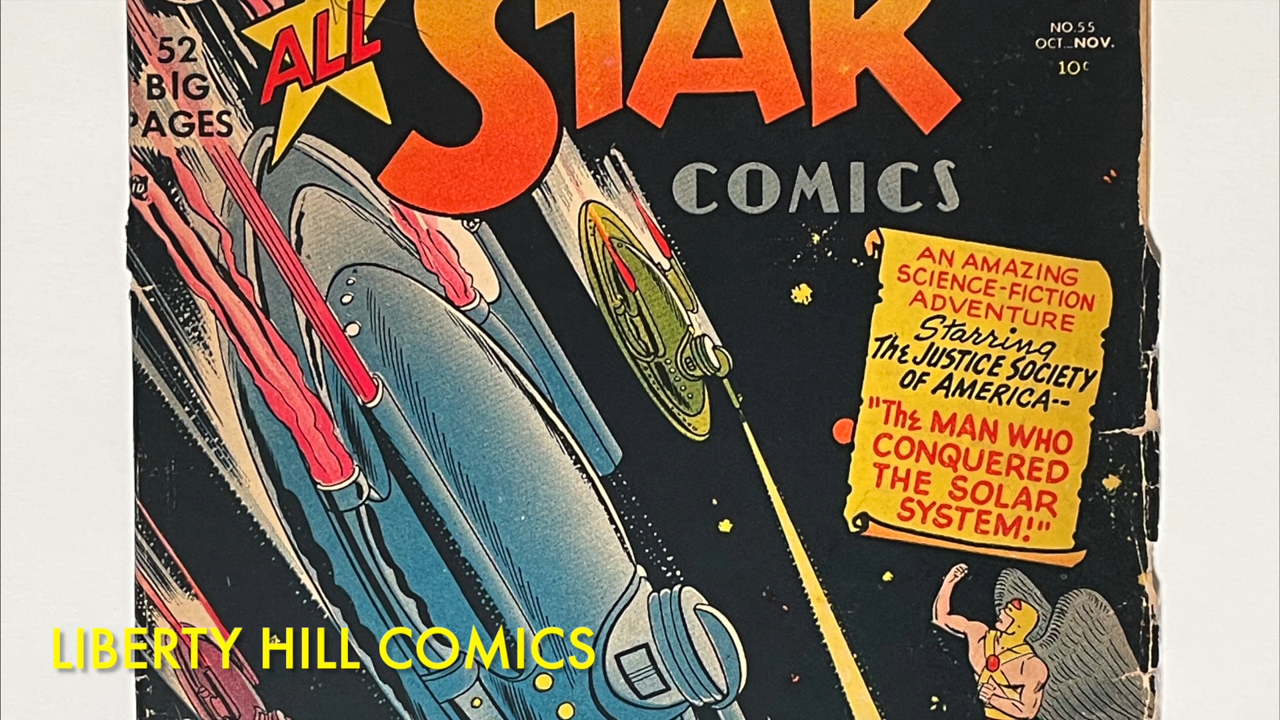 52
BIG
PAGES
ALL
STAR
COMICS
NO.55
OCT.-NOV.
10¢
AN AMAZING
SCIENCE-FICTION
ADVENTURE
Starring
The JUSTICE SOCIETY
OF AMERICA--
"The MAN WHO
CONQUERED
THE SOLAR
SYSTEM!"
LIBERTY HILL COMICS